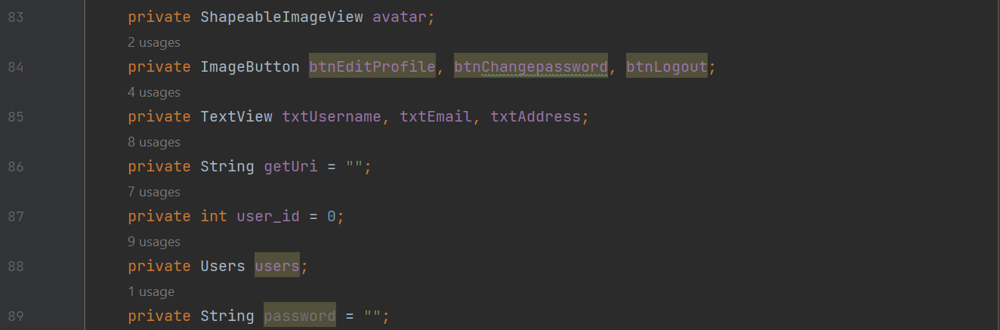 83 private ShapeableImageView avatar;
2 usages
84 private ImageButton btnEditProfile, btnChangepassword, btnLogout;
4 usages
85 private TextView txtUsername, txtEmail, txtAddress;
8 usages
86 private String getUri = "";
7 usages
87 private int user_id = 0;
9 usages
88 private Users users;
1 usage
89 private String password = "";